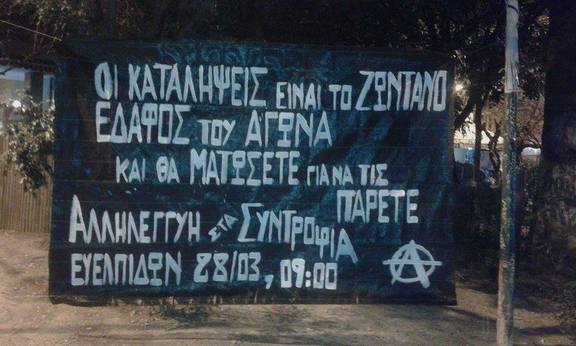 ΟΙ ΚΑΤΑΛΗΨΕΙΣ ΕΙΝΑΙ ΤΟ ΖΩΝΤΑΝΟ
ΕΔΑΦΟΣ ΤΟΥ ΑΓΩΝΑ
ΚΑΙ ΘΑ ΜΑΤΩΣΕΤΕ ΓΙΑ ΝΑ ΤΙΣ
ΠΑΡΕΤΕ
ΑΛΛΗΛΕΓΓΥΗ ΣΤΑ ΣΥΝΤΡΟΦΙΑ
ΕΥΕΛΠΙΔΩΝ 28/03, 09:00